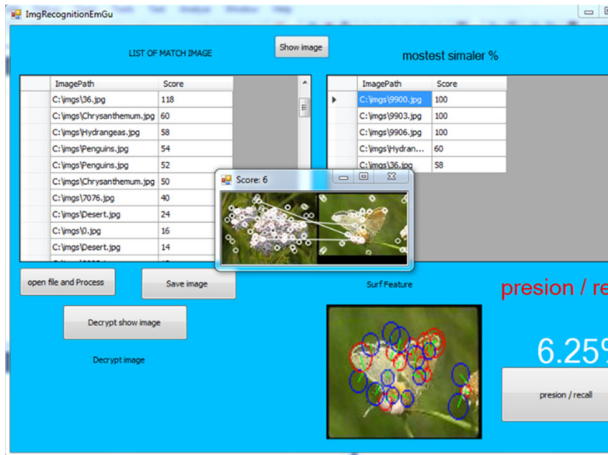 ImgRecognitionEmGu
LIST OF MATCH IMAGE
Show image
mostest simaler %
ImagePath Score
C:\imgs\36.jpg 118
C:\imgs\Chrysanthemum.jpg 60
C:\imgs\Hydrangeas.jpg 58
C:\imgs\Penguins.jpg 54
C:\imgs\Penguins.jpg 52
C:\imgs\Chrysanthemum.jpg 50
C:\imgs\7076.jpg 40
C:\imgs\Desert.jpg 24
C:\imgs\0.jpg 16
C:\imgs\Desert.jpg 14
ImagePath Score
C:\imgs\9900.jpg 100
C:\imgs\9903.jpg 100
C:\imgs\9906.jpg 100
C:\imgs\Hydran... 60
C:\imgs\36.jpg 58
Score: 6
open file and Process
Save image
Surf Feature
presion / re
Decrypt show image
6.25%
Decrypt image
presion / recall